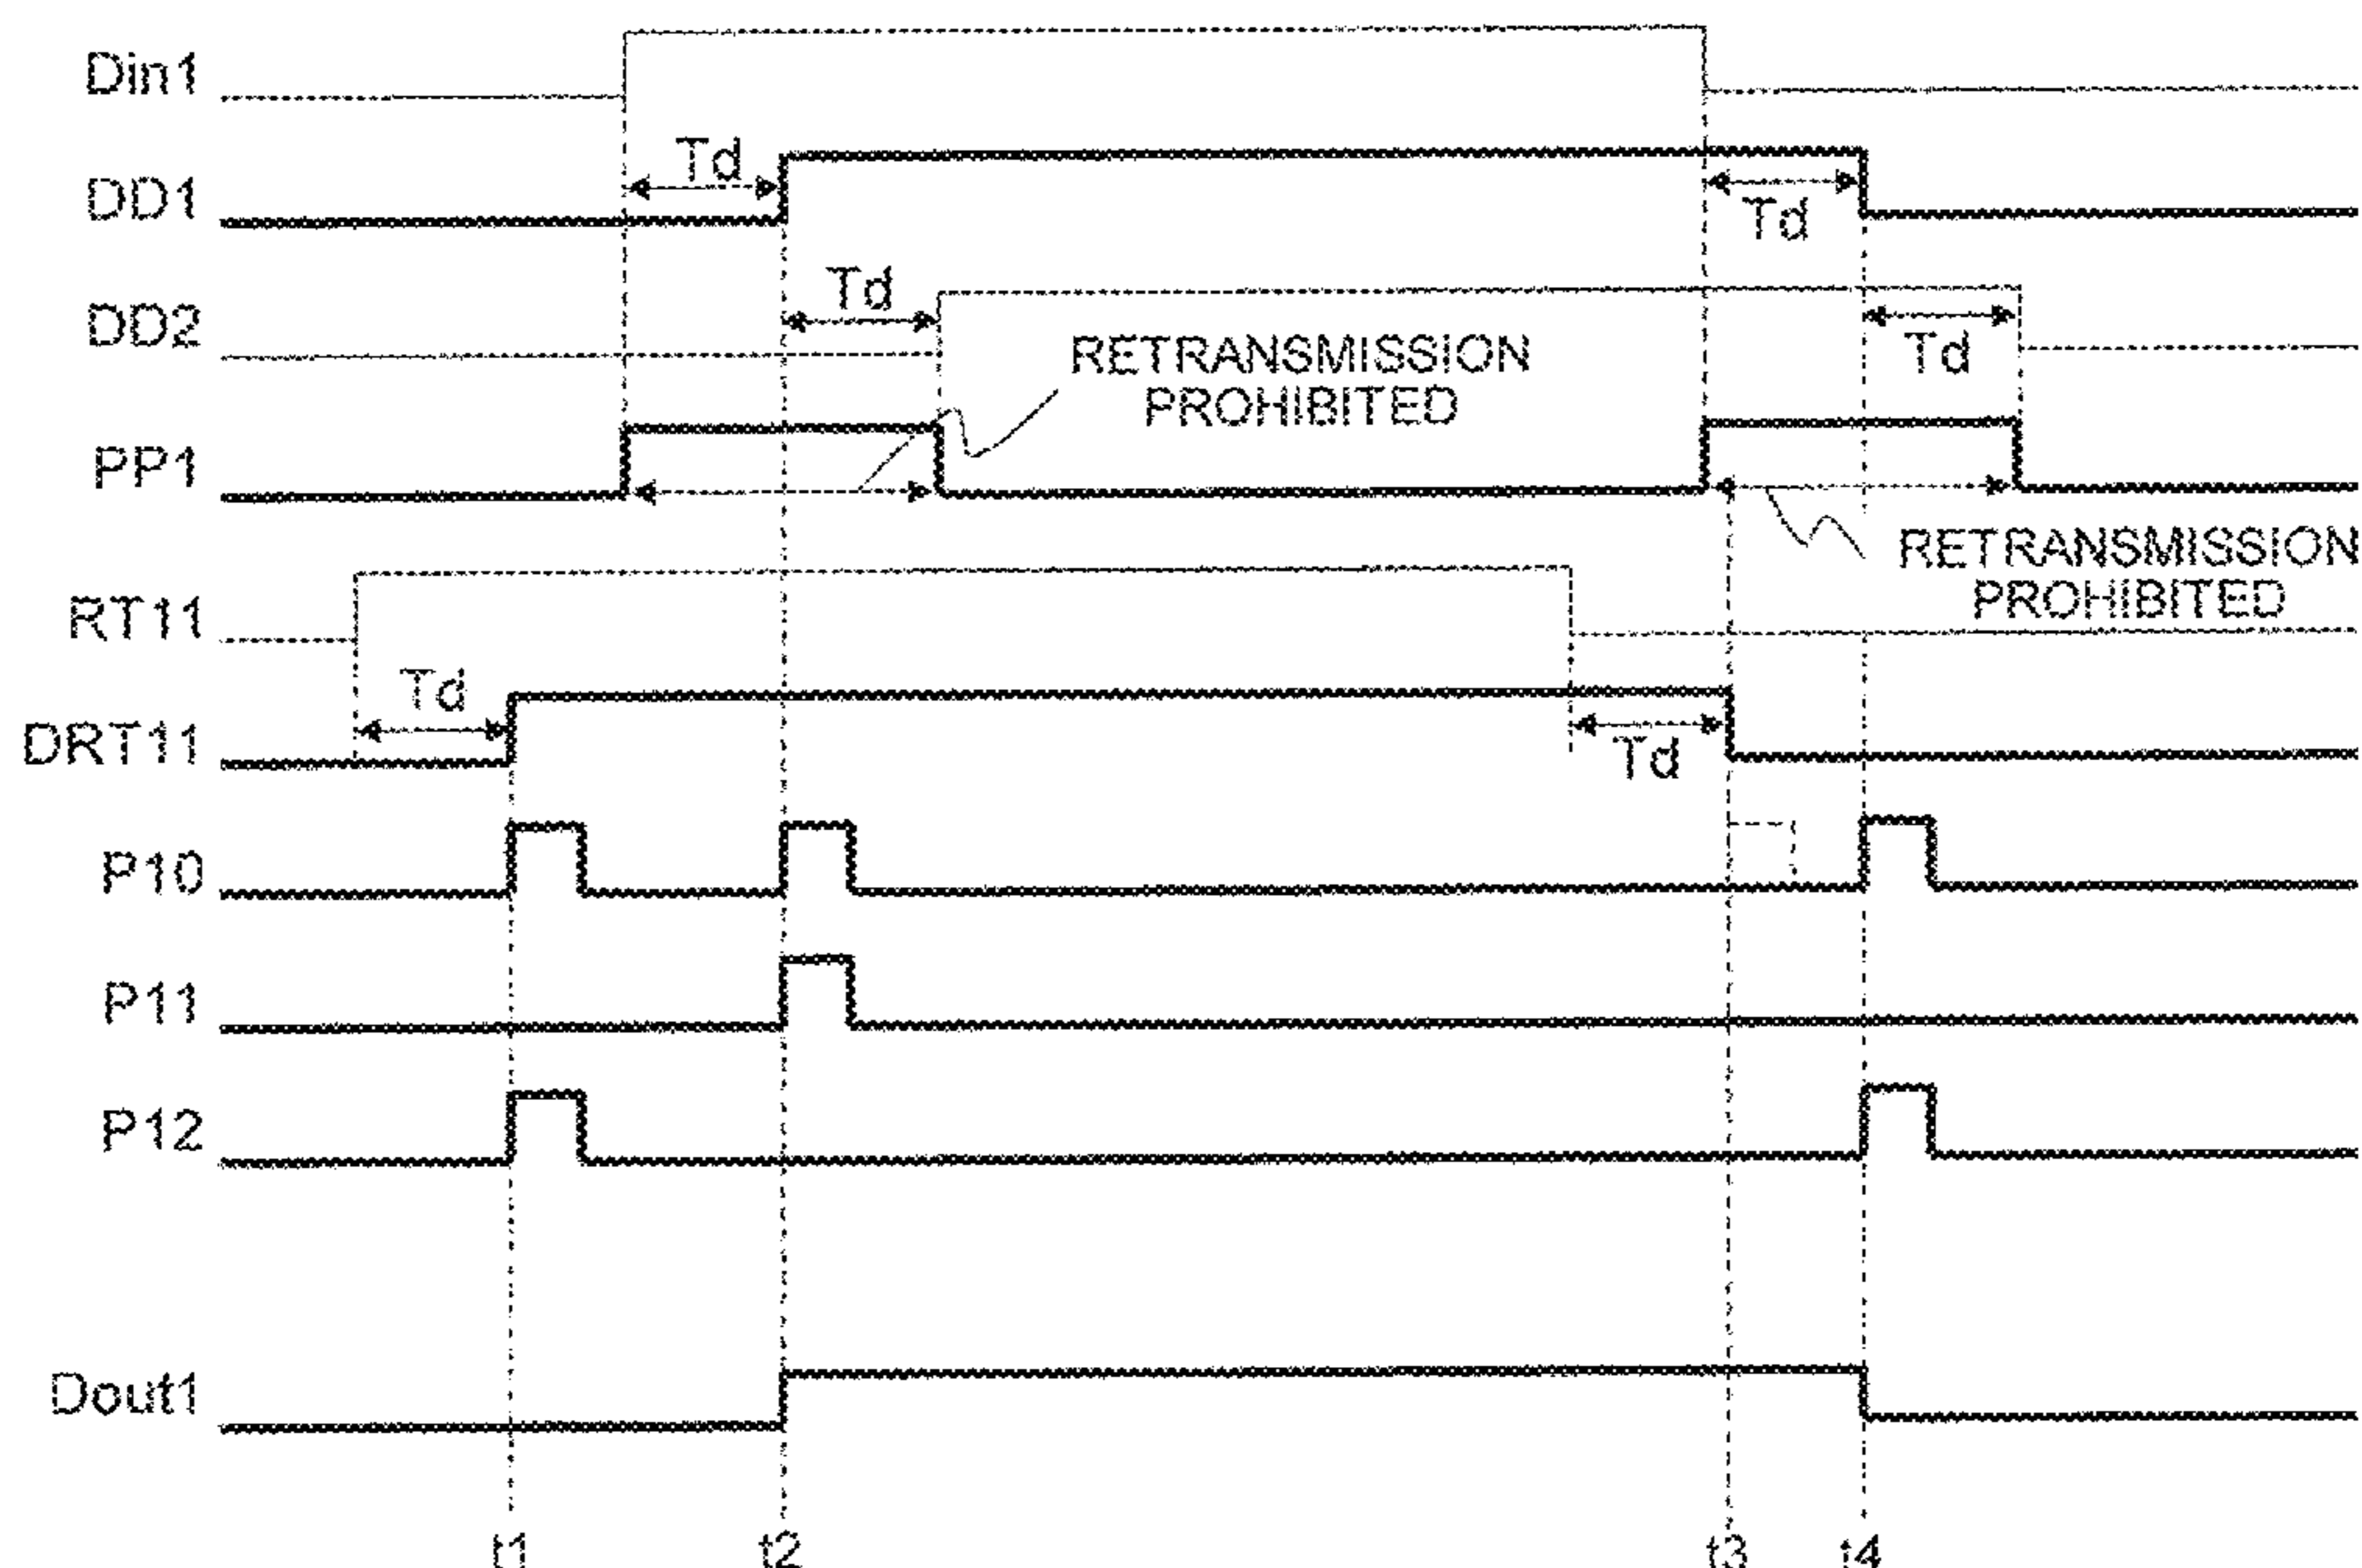 Din1
Td
DD1
Td
Td
DD2
Td
RETRANSMISSION
PROHIBITED
PP1
RETRANSMISSION
PROHIBITED
RT11
Td
DRT11
Td
P10
P11
P12
Dout1
t1 t2 t3 t4